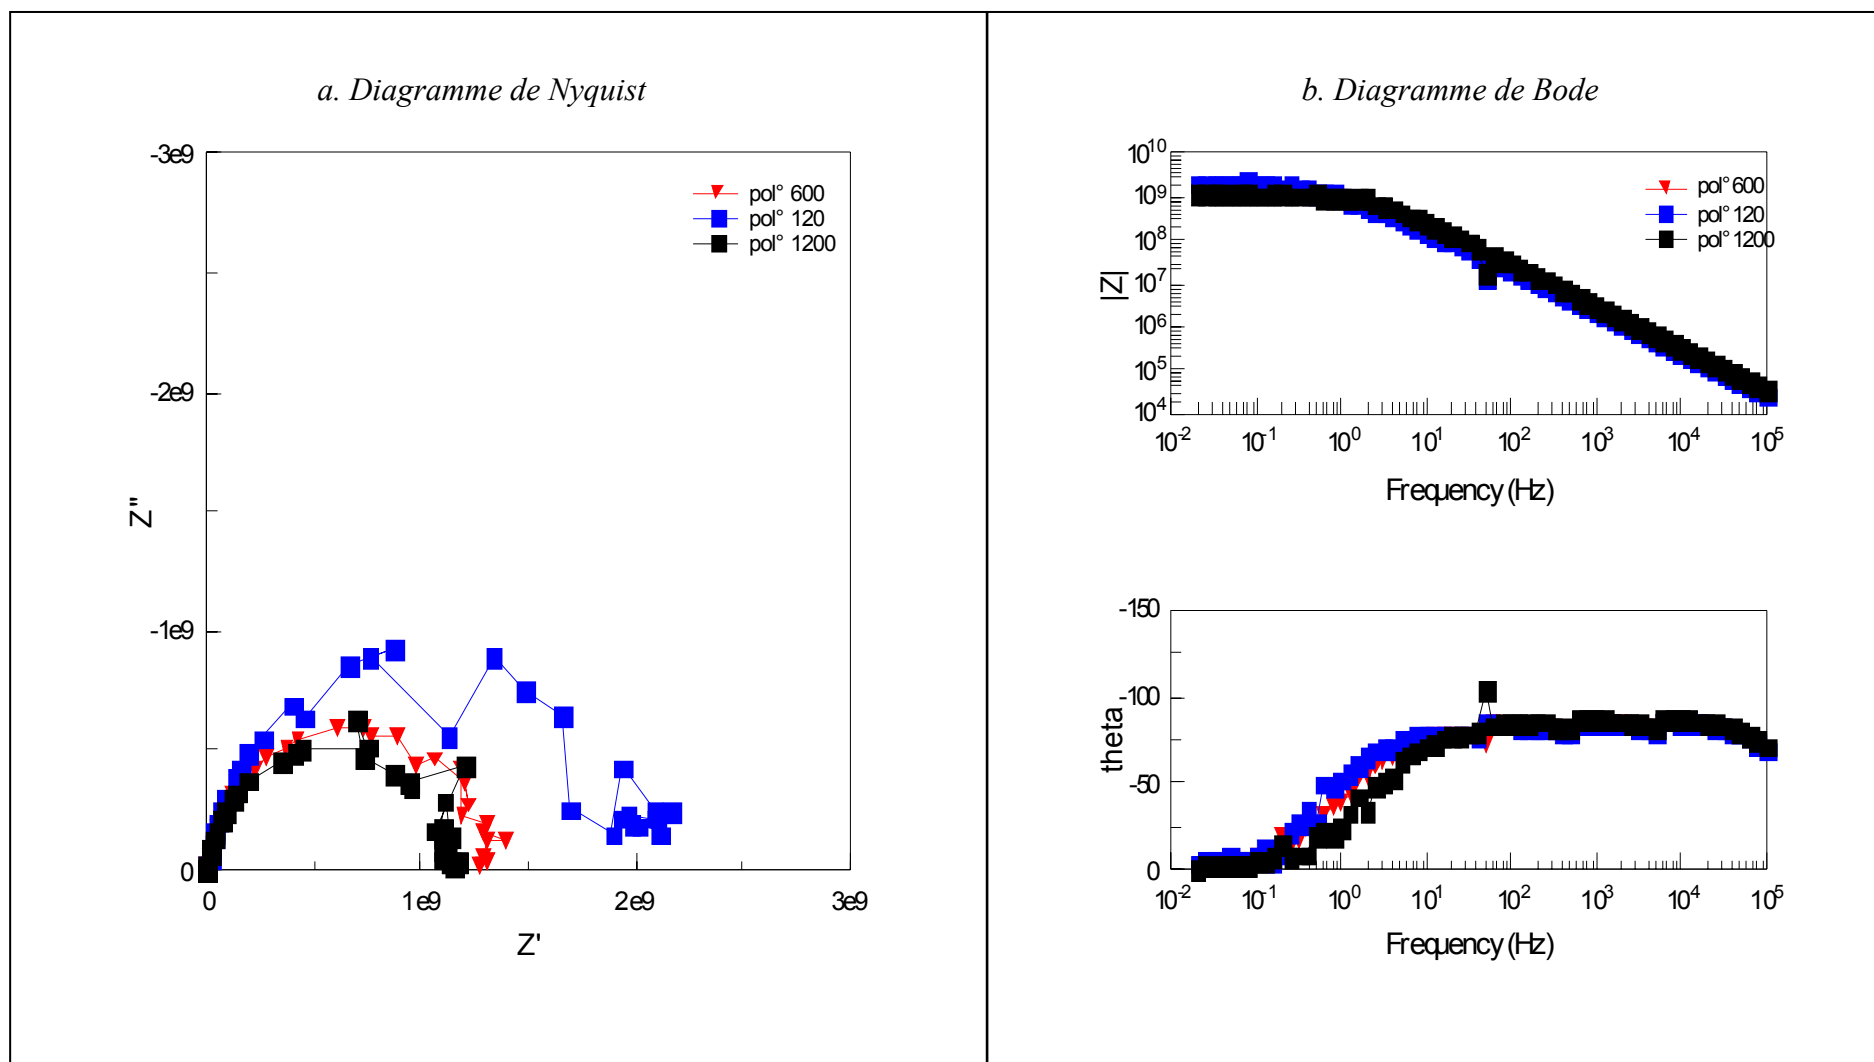 a. Diagramme de Nyquist
-3e9
pol° 600
pol° 120
pol° 1200
-2e9
Z''
-1e9
0
0 1e9 2e9 3e9
Z'
b. Diagramme de Bode
10^10
10^9
10^8
10^7
10^6
10^5
10^4
|Z|
pol° 600
pol° 120
pol° 1200
10^-2 10^-1 10^0 10^1 10^2 10^3 10^4 10^5
Frequency (Hz)
-150
-100
-50
0
theta
10^-2 10^-1 10^0 10^1 10^2 10^3 10^4 10^5
Frequency (Hz)